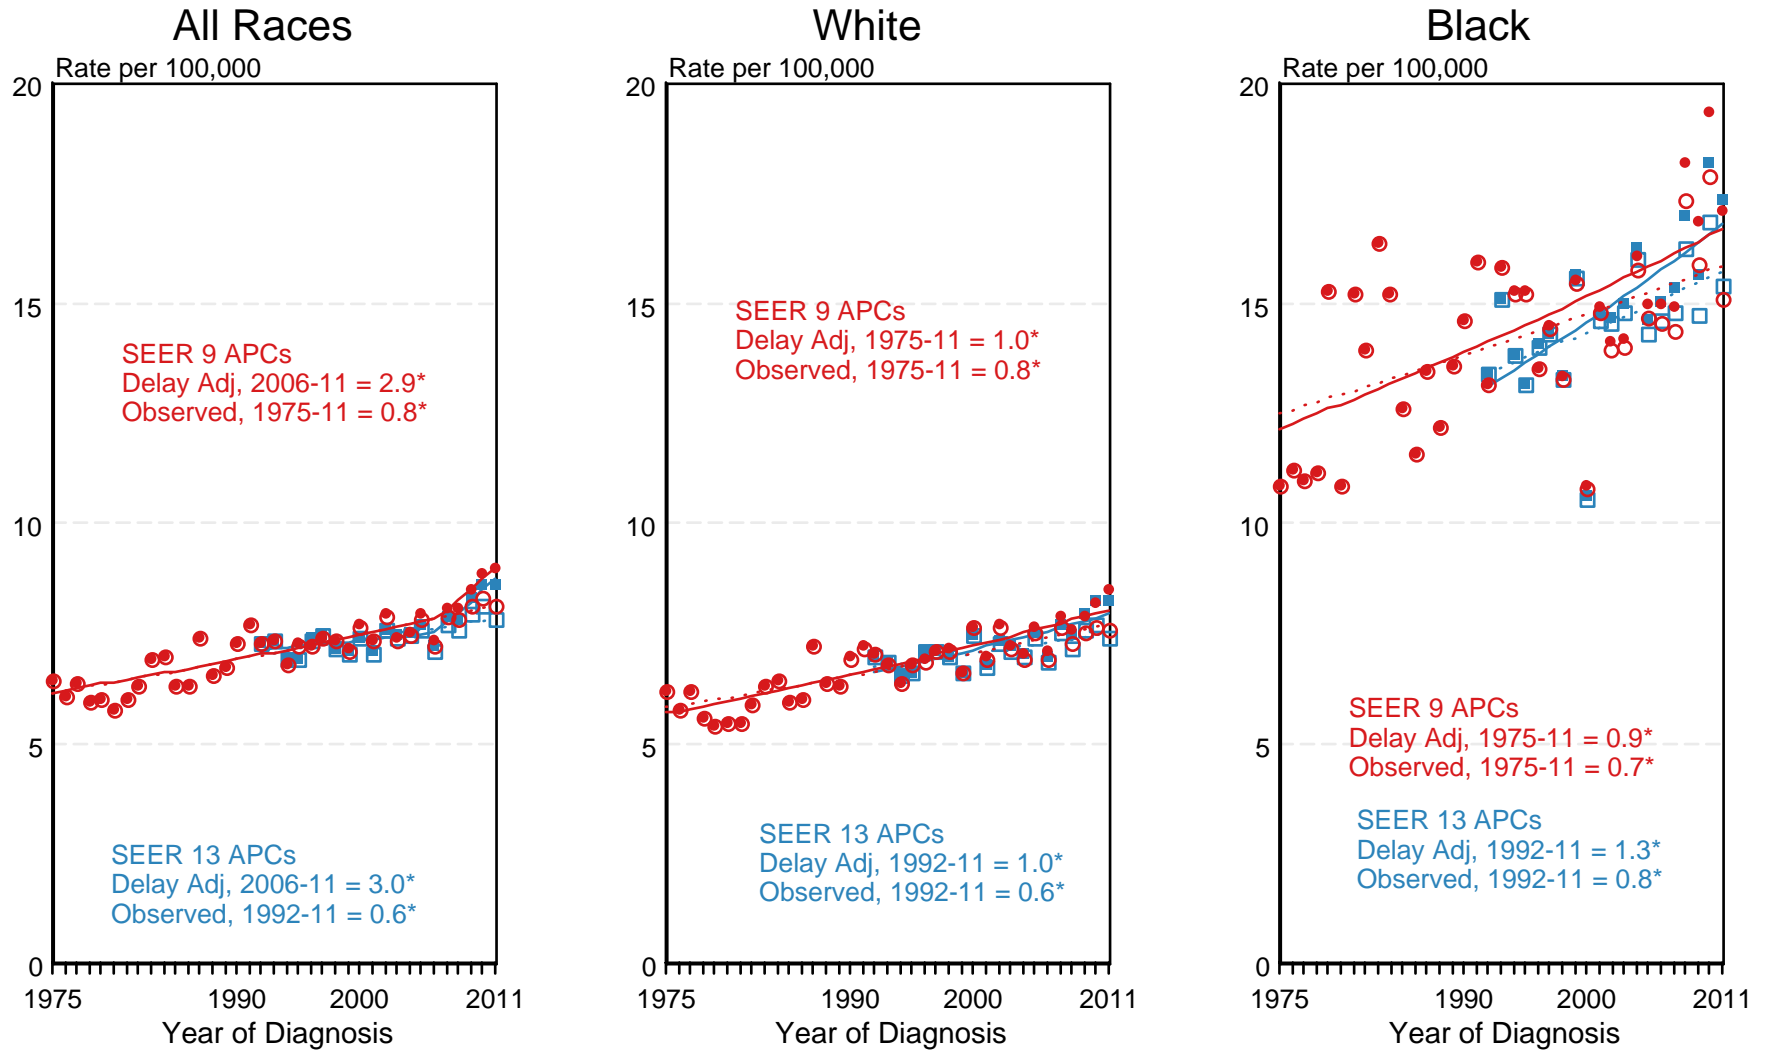 All Races
Rate per 100,000
20
15
10
5
0
SEER 9 APCs
Delay Adj, 2006-11 = 2.9*
Observed, 1975-11 = 0.8*
SEER 13 APCs
Delay Adj, 2006-11 = 3.0*
Observed, 1992-11 = 0.6*
1975 1990 2000 2011
Year of Diagnosis
White
Rate per 100,000
20
15
10
5
0
SEER 9 APCs
Delay Adj, 1975-11 = 1.0*
Observed, 1975-11 = 0.8*
SEER 13 APCs
Delay Adj, 1992-11 = 1.0*
Observed, 1992-11 = 0.6*
1975 1990 2000 2011
Year of Diagnosis
Black
Rate per 100,000
20
15
10
5
0
SEER 9 APCs
Delay Adj, 1975-11 = 0.9*
Observed, 1975-11 = 0.7*
SEER 13 APCs
Delay Adj, 1992-11 = 1.3*
Observed, 1992-11 = 0.8*
1975 1990 2000 2011
Year of Diagnosis